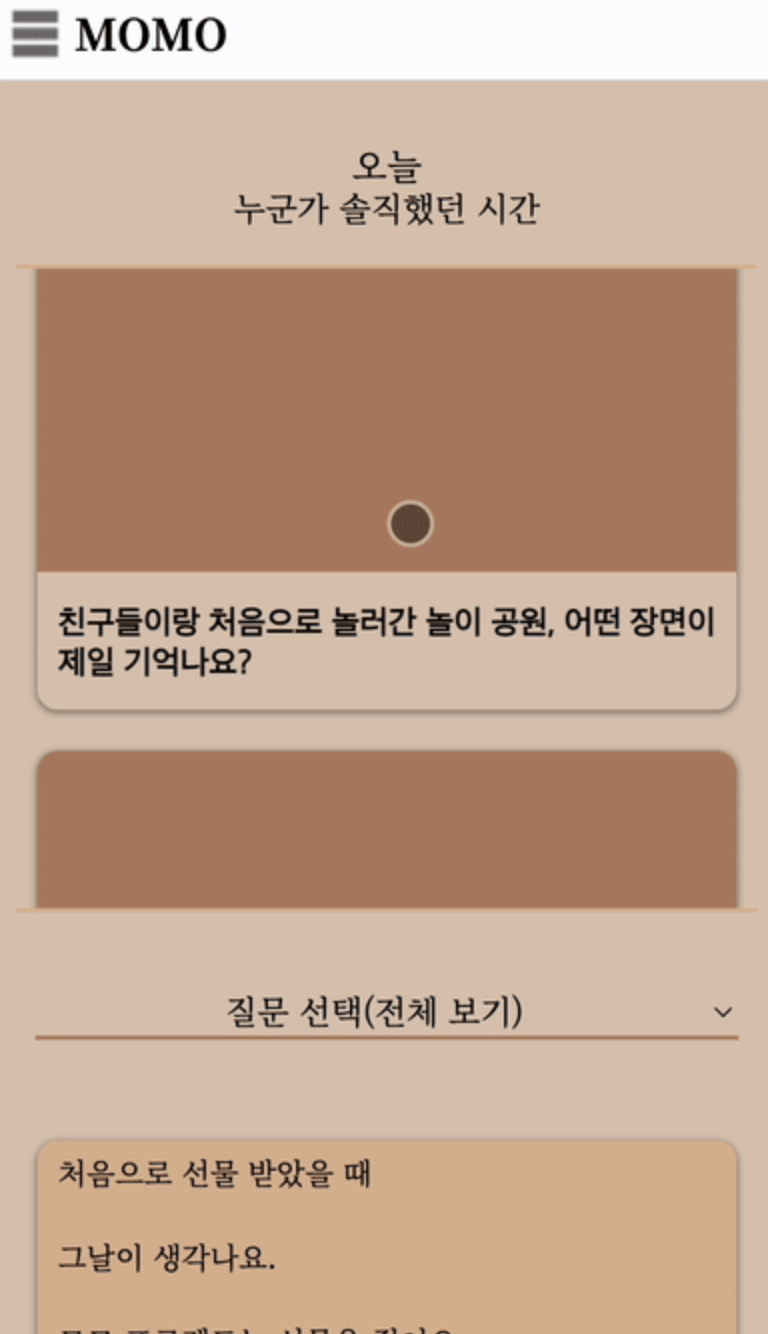 MOMO
오늘
누군가 솔직했던 시간
친구들이랑 처음으로 놀러간 놀이 공원, 어떤 장면이
제일 기억나요?
질문 선택(전체 보기)
처음으로 선물 받았을 때
그날이 생각나요.